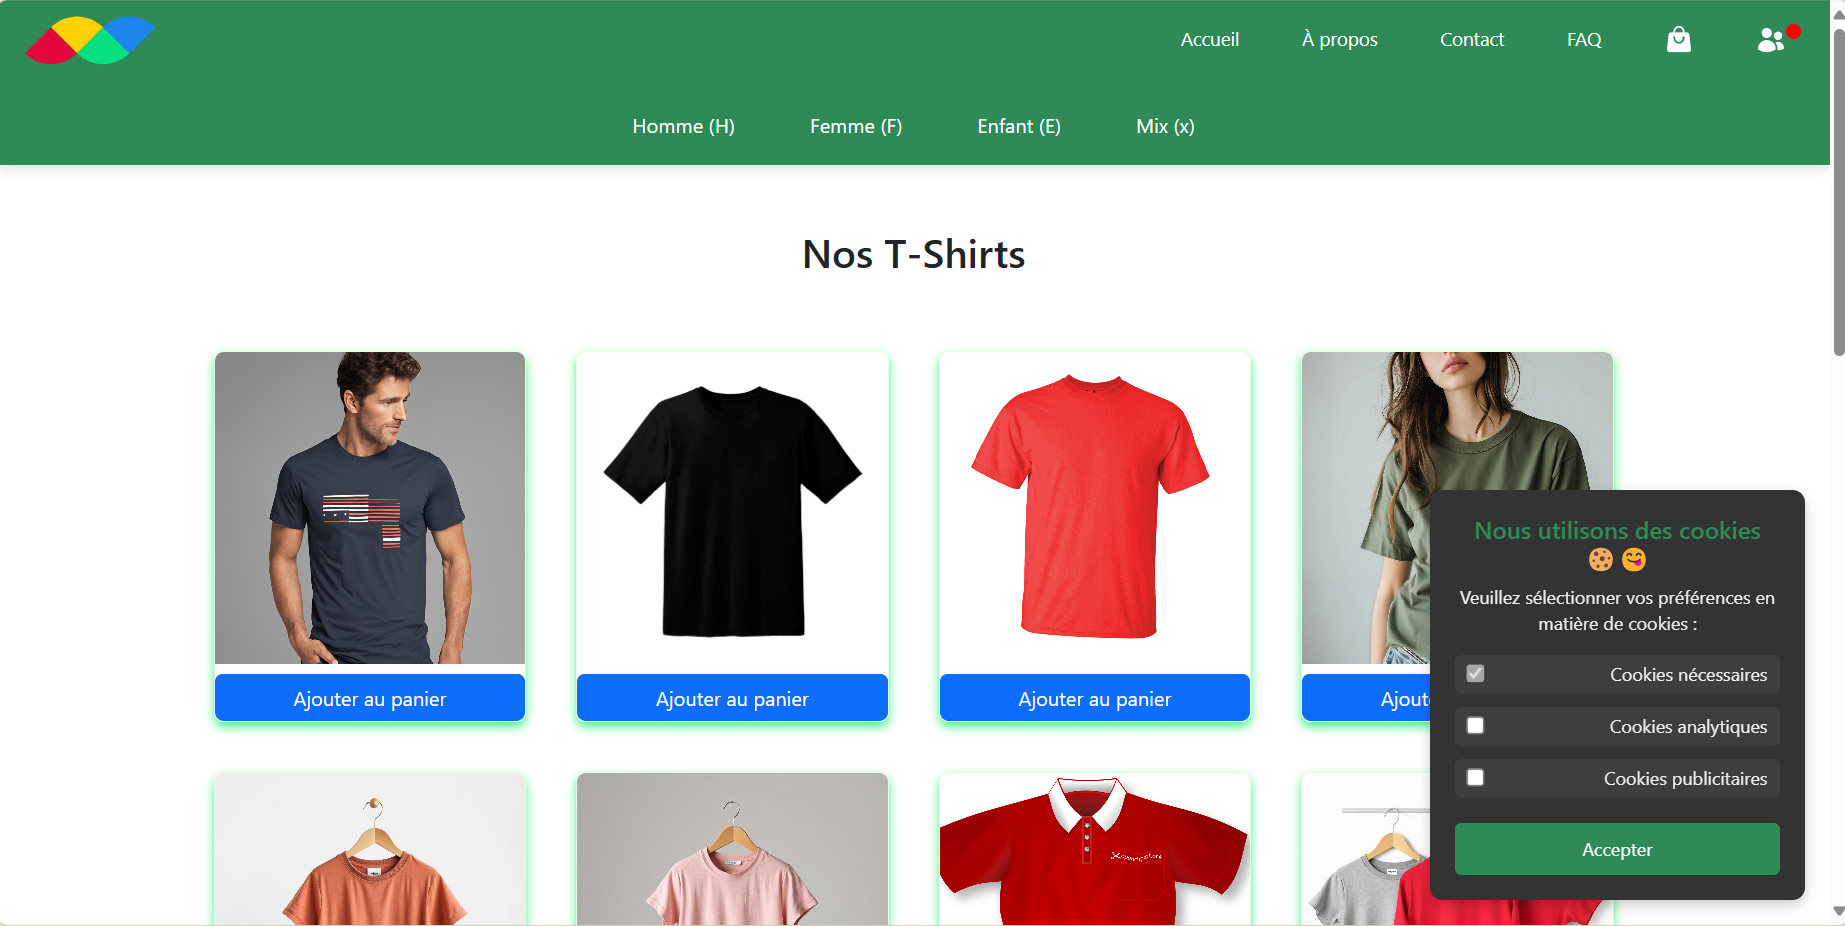 Accueil
À propos
Contact
FAQ
Homme (H)
Femme (F)
Enfant (E)
Mix (x)
Nos T-Shirts
Ajouter au panier
Ajouter au panier
Ajouter au panier
Ajout
Nous utilisons des cookies
🍪 😋
Veuillez sélectionner vos préférences en
matière de cookies :
Cookies nécessaires
Cookies analytiques
Cookies publicitaires
Accepter